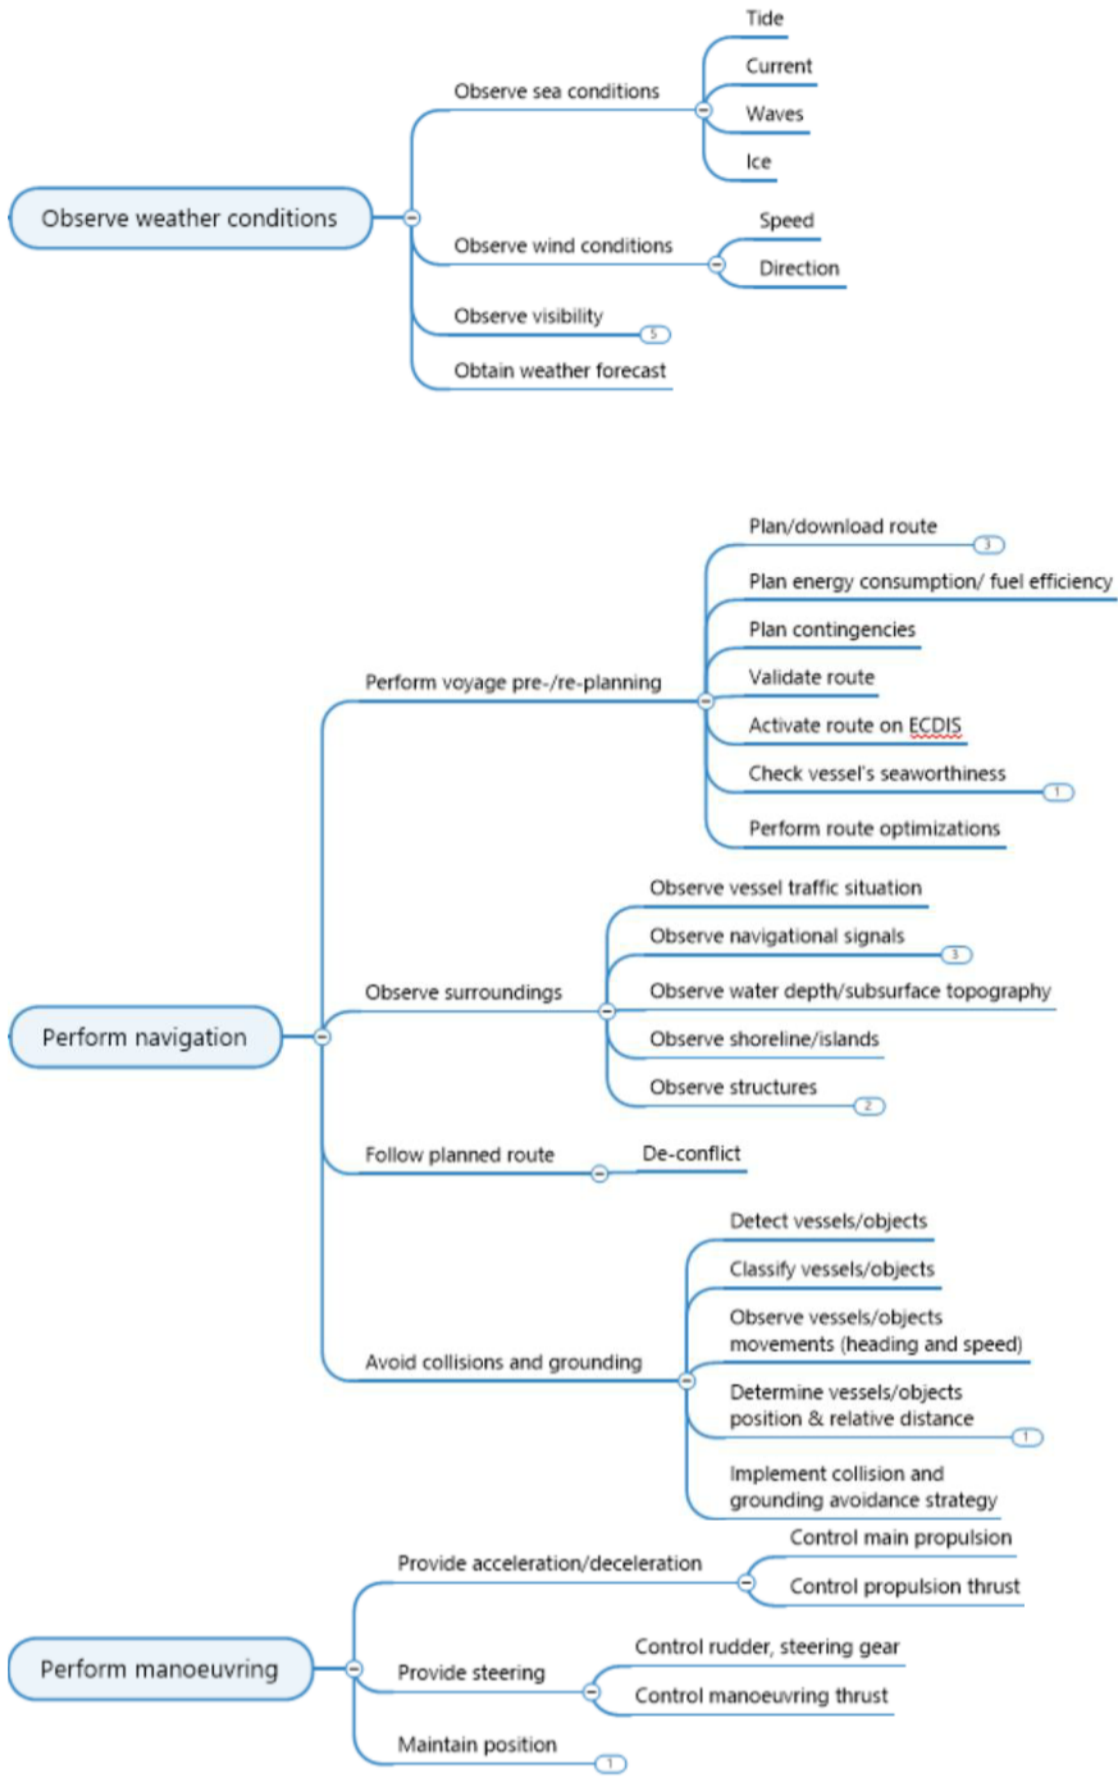 Tide
Current
Observe sea conditions
Waves
Ice
Observe weather conditions
Speed
Observe wind conditions
Direction
Observe visibility
5
Obtain weather forecast
Plan/download route
3
Plan energy consumption/ fuel efficiency
Plan contingencies
Perform voyage pre-/re-planning
Validate route
Activate route on ECDIS
Check vessel's seaworthiness
1
Perform route optimizations
Observe vessel traffic situation
Observe navigational signals
3
Observe surroundings
Observe water depth/subsurface topography
Perform navigation
Observe shoreline/islands
Observe structures
2
Follow planned route
De-conflict
Detect vessels/objects
Classify vessels/objects
Observe vessels/objects
movements (heading and speed)
Avoid collisions and grounding
Determine vessels/objects
position & relative distance
1
Implement collision and
grounding avoidance strategy
Control main propulsion
Provide acceleration/deceleration
Control propulsion thrust
Control rudder, steering gear
Perform manoeuvring
Provide steering
Control manoeuvring thrust
Maintain position
1